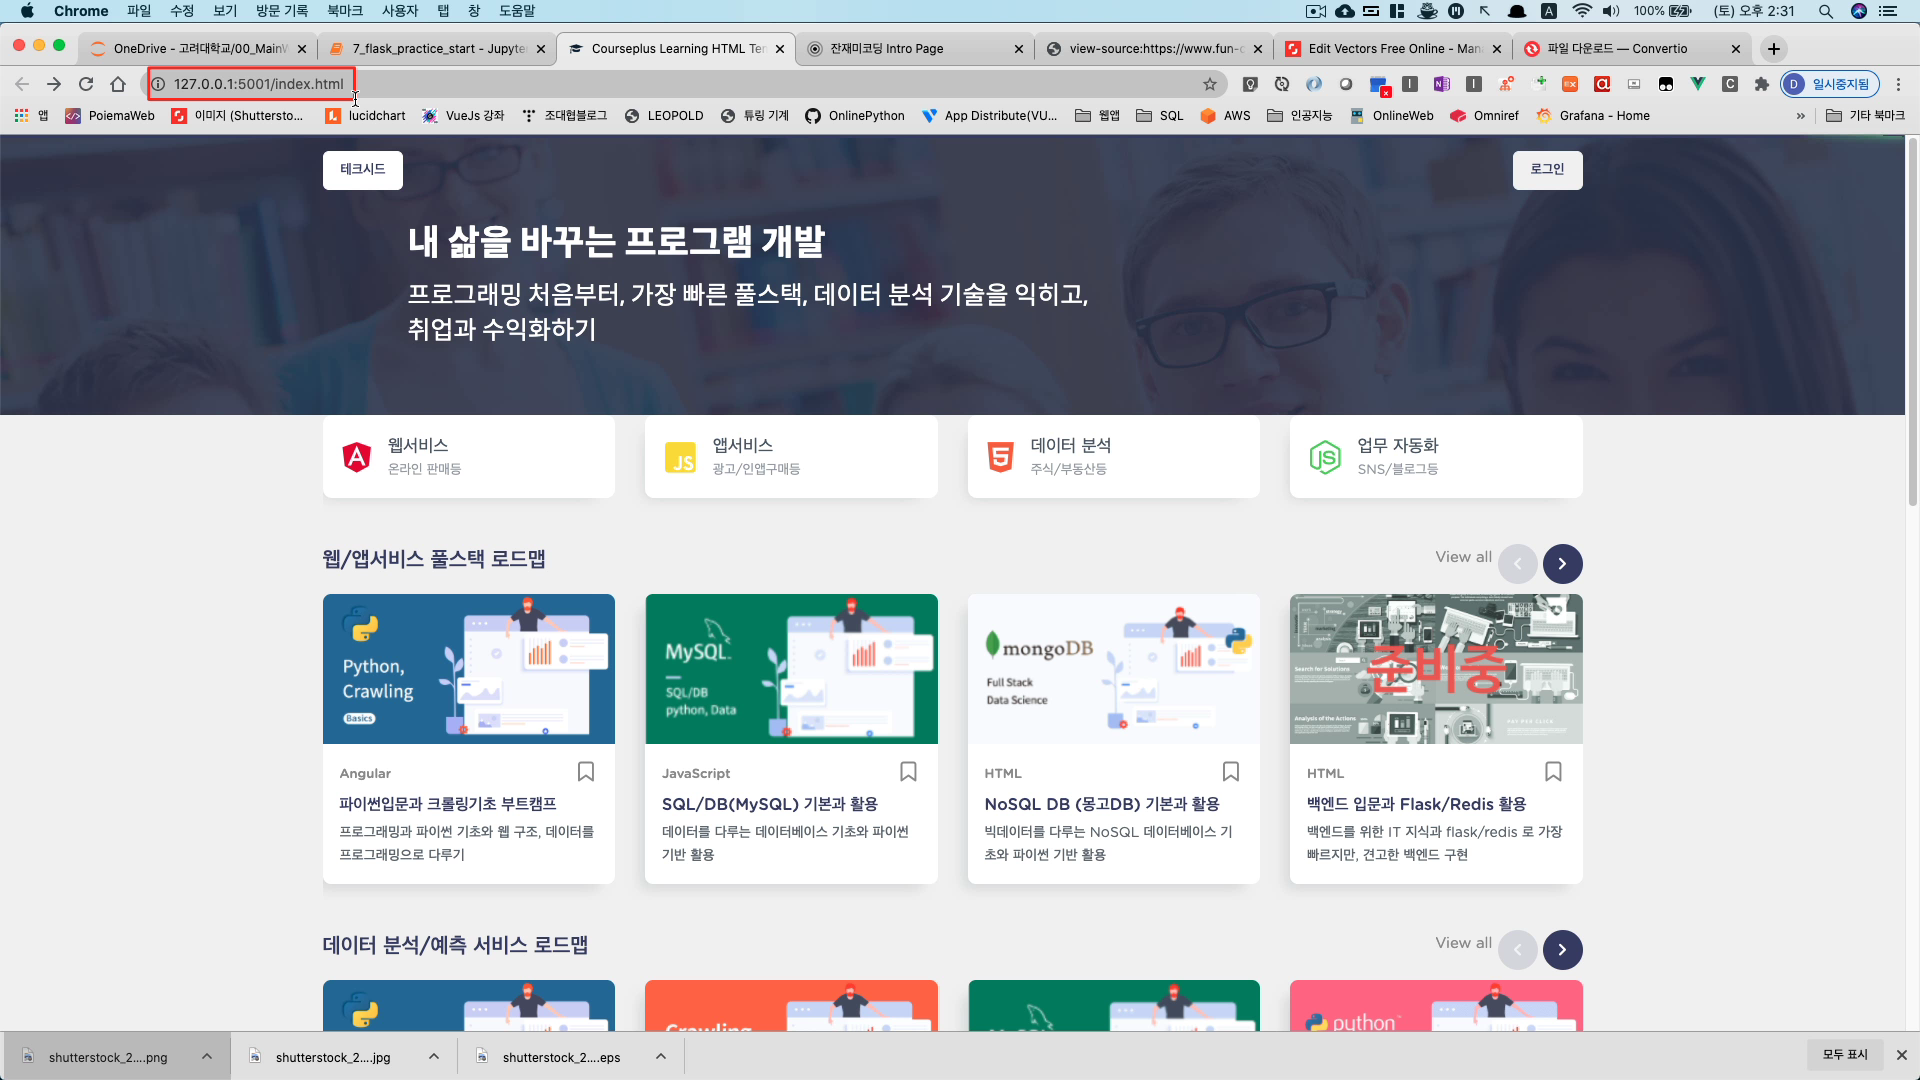 Chrome 파일 수정 보기 방문 기록 북마크 사용자 탭 창 도움말 100% (토) 오후 2:31
OneDrive - 고려대학교/00_MainW
7_flask_practice_start - Jupyte
Courseplus Learning HTML Tem
잔재미코딩 Intro Page
view-source:https://www.fun-c
Edit Vectors Free Online - Mana
파일 다운로드 — Convertio
127.0.0.1:5001/index.html
D 일시중지됨
앱 PoiemaWeb 이미지 (Shuttersto... lucidchart VueJs 강좌 조대협블로그 LEOPOLD 튜링 기계 OnlinePython App Distribute(VU... 웹앱 SQL AWS 인공지능 OnlineWeb Omniref Grafana - Home » 기타 북마크
테크시드
로그인
내 삶을 바꾸는 프로그램 개발
프로그래밍 처음부터, 가장 빠른 풀스택, 데이터 분석 기술을 익히고,
취업과 수익화하기
웹서비스
온라인 판매등
JS
앱서비스
광고/인앱구매등
데이터 분석
주식/부동산등
업무 자동화
SNS/블로그등
웹/앱서비스 풀스택 로드맵
View all
Python,
Crawling
Basics
MySQL
SQL/DB
python, Data
mongoDB
Full Stack
Data Science
준비중
Search for Solutions
Analysis of the Actions
PAY PER CLICK
Angular
파이썬입문과 크롤링기초 부트캠프
프로그래밍과 파이썬 기초와 웹 구조, 데이터를
프로그래밍으로 다루기
JavaScript
SQL/DB(MySQL) 기본과 활용
데이터를 다루는 데이터베이스 기초와 파이썬
기반 활용
HTML
NoSQL DB (몽고DB) 기본과 활용
빅데이터를 다루는 NoSQL 데이터베이스 기
초와 파이썬 기반 활용
HTML
백엔드 입문과 Flask/Redis 활용
백엔드를 위한 IT 지식과 flask/redis 로 가장
빠르지만, 견고한 백엔드 구현
데이터 분석/예측 서비스 로드맵
View all
Crawling
python
shutterstock_2....png
shutterstock_2....jpg
shutterstock_2....eps
모두 표시